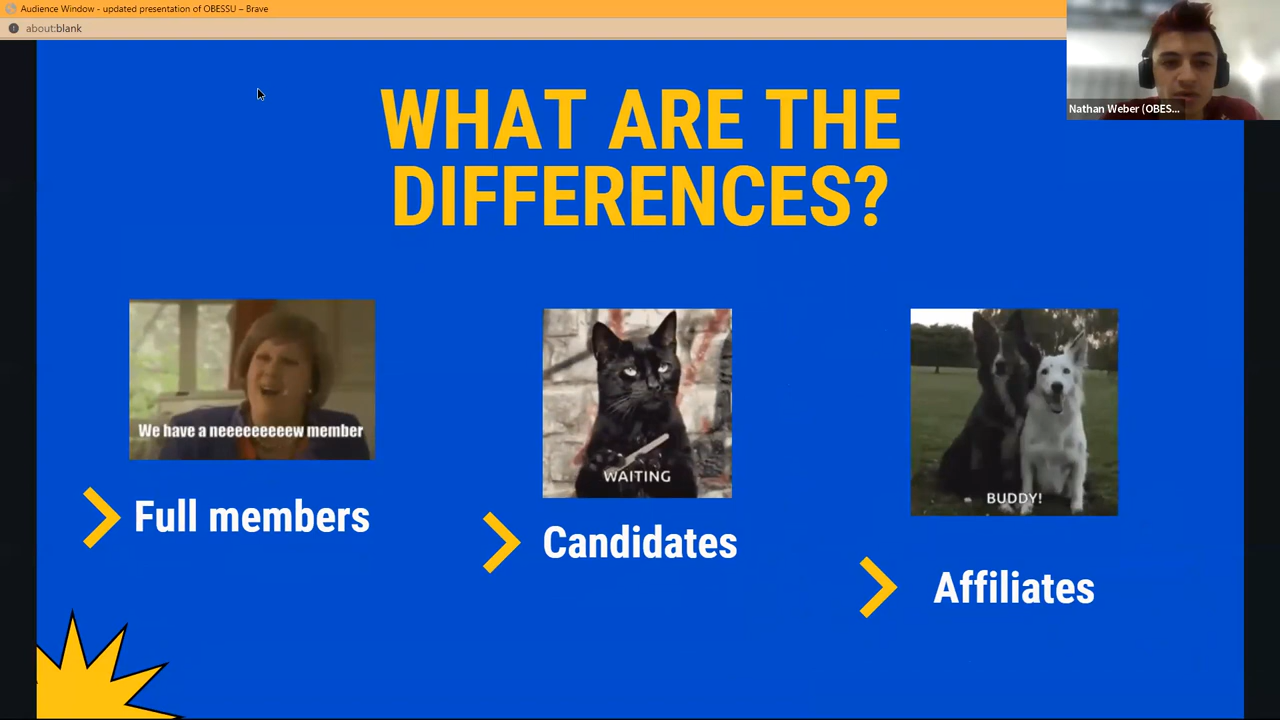 Audience Window - updated presentation of OBESSU – Brave
about:blank
Nathan Weber (OBES...
WHAT ARE THE
DIFFERENCES?
We have a neeeeeeeeew member
WAITING
BUDDY!
Full members
Candidates
Affiliates